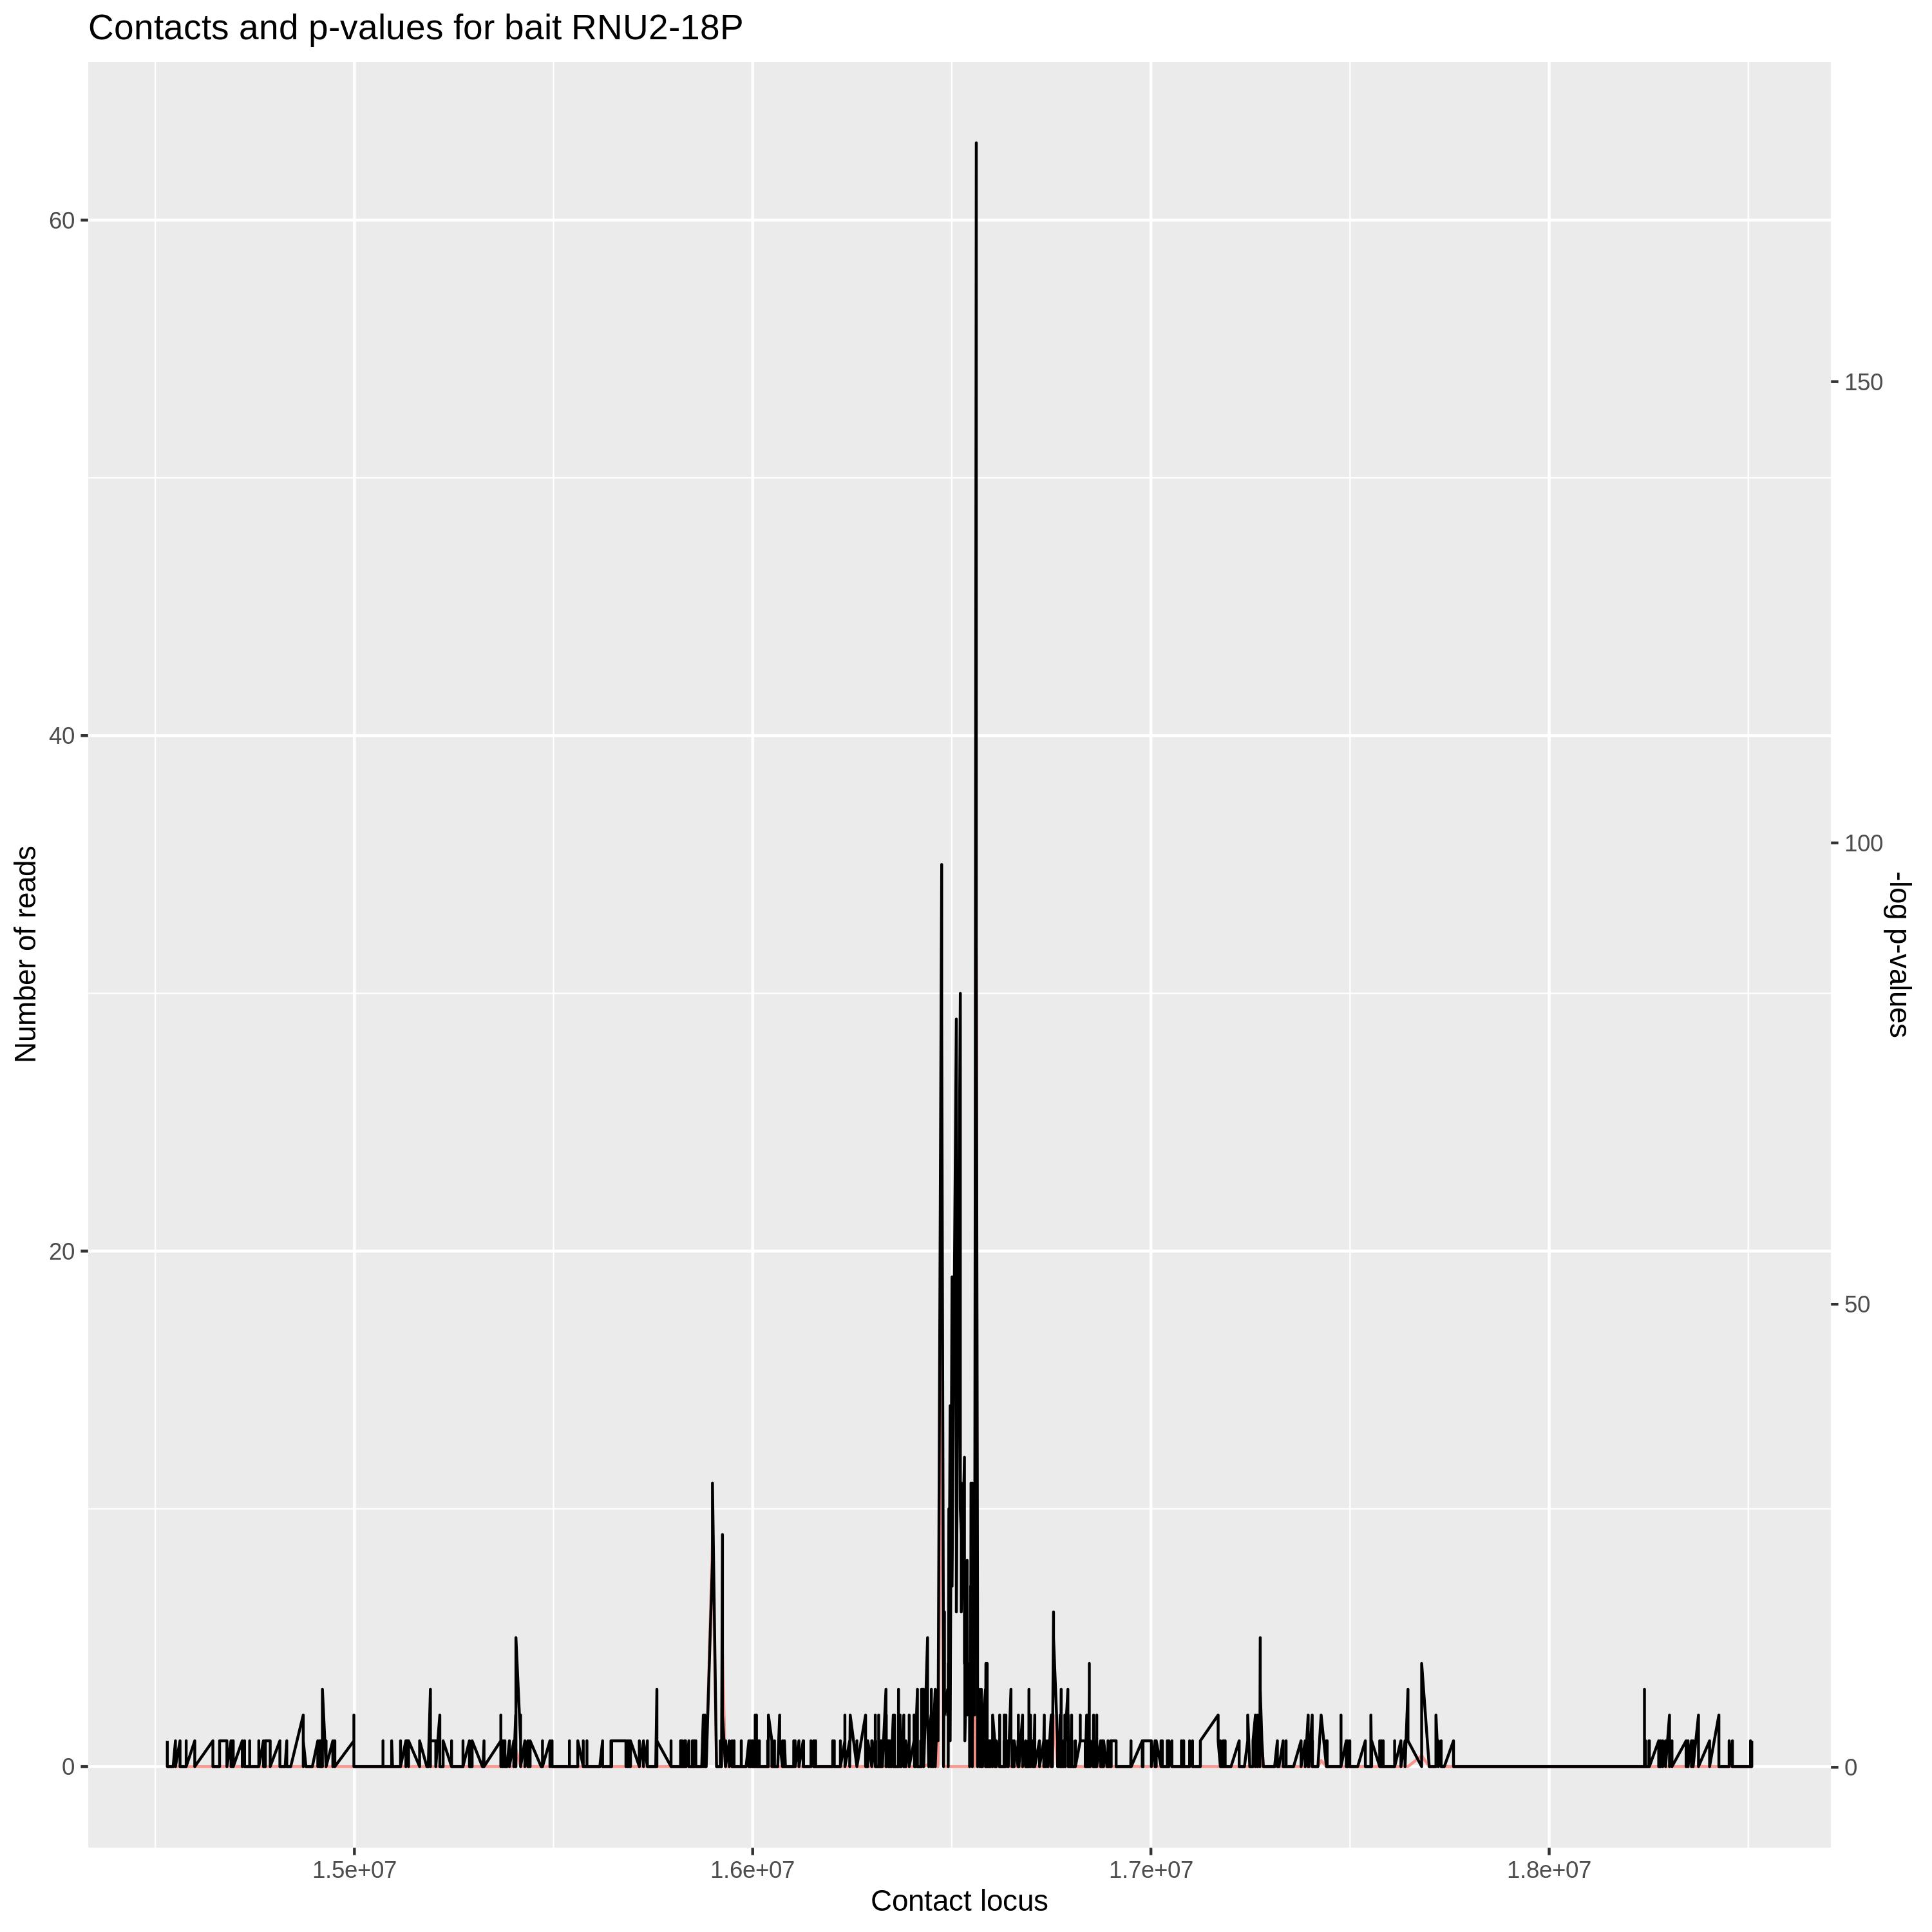 Contacts and p-values for bait RNU2-18P
60
40
20
0
Number of reads
150
100
50
0
-log p-values
1.5e+07
1.6e+07
1.7e+07
1.8e+07
Contact locus